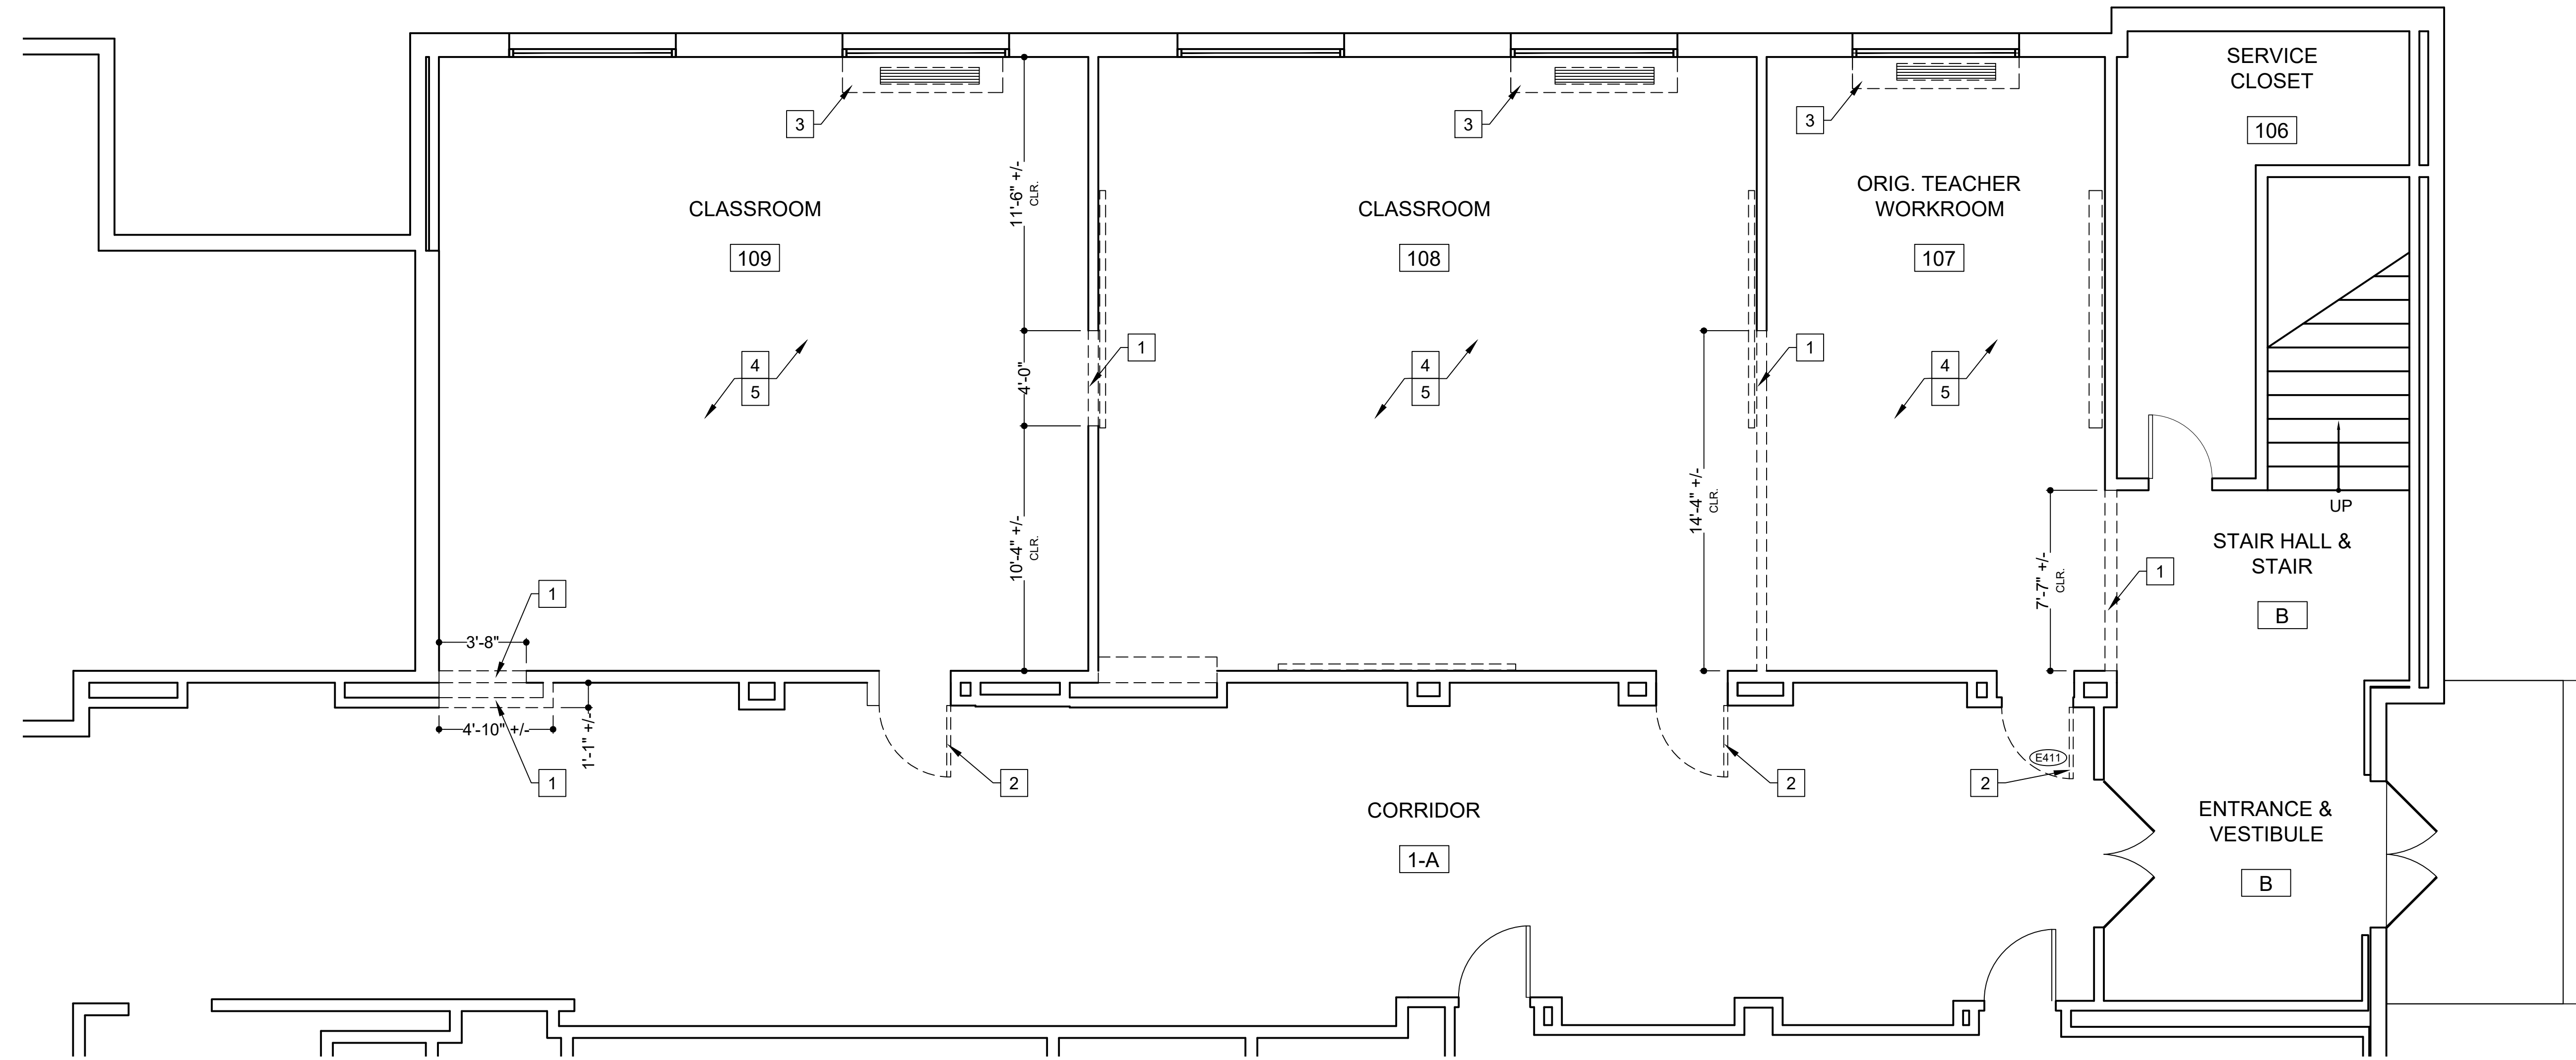 SERVICE
CLOSET
106
3
3
3
11'-6" +/-
CLR.
CLASSROOM
109
CLASSROOM
108
ORIG. TEACHER
WORKROOM
107
1
1
4
5
4'-0"
4
5
4
5
10'-4" +/-
CLR.
14'-4" +/-
CLR.
7'-7" +/-
CLR.
UP
STAIR HALL &
STAIR
B
1
1
3'-8"
4'-10" +/-
1'-1" +/-
1
2
2
E411
2
CORRIDOR
1-A
ENTRANCE &
VESTIBULE
B